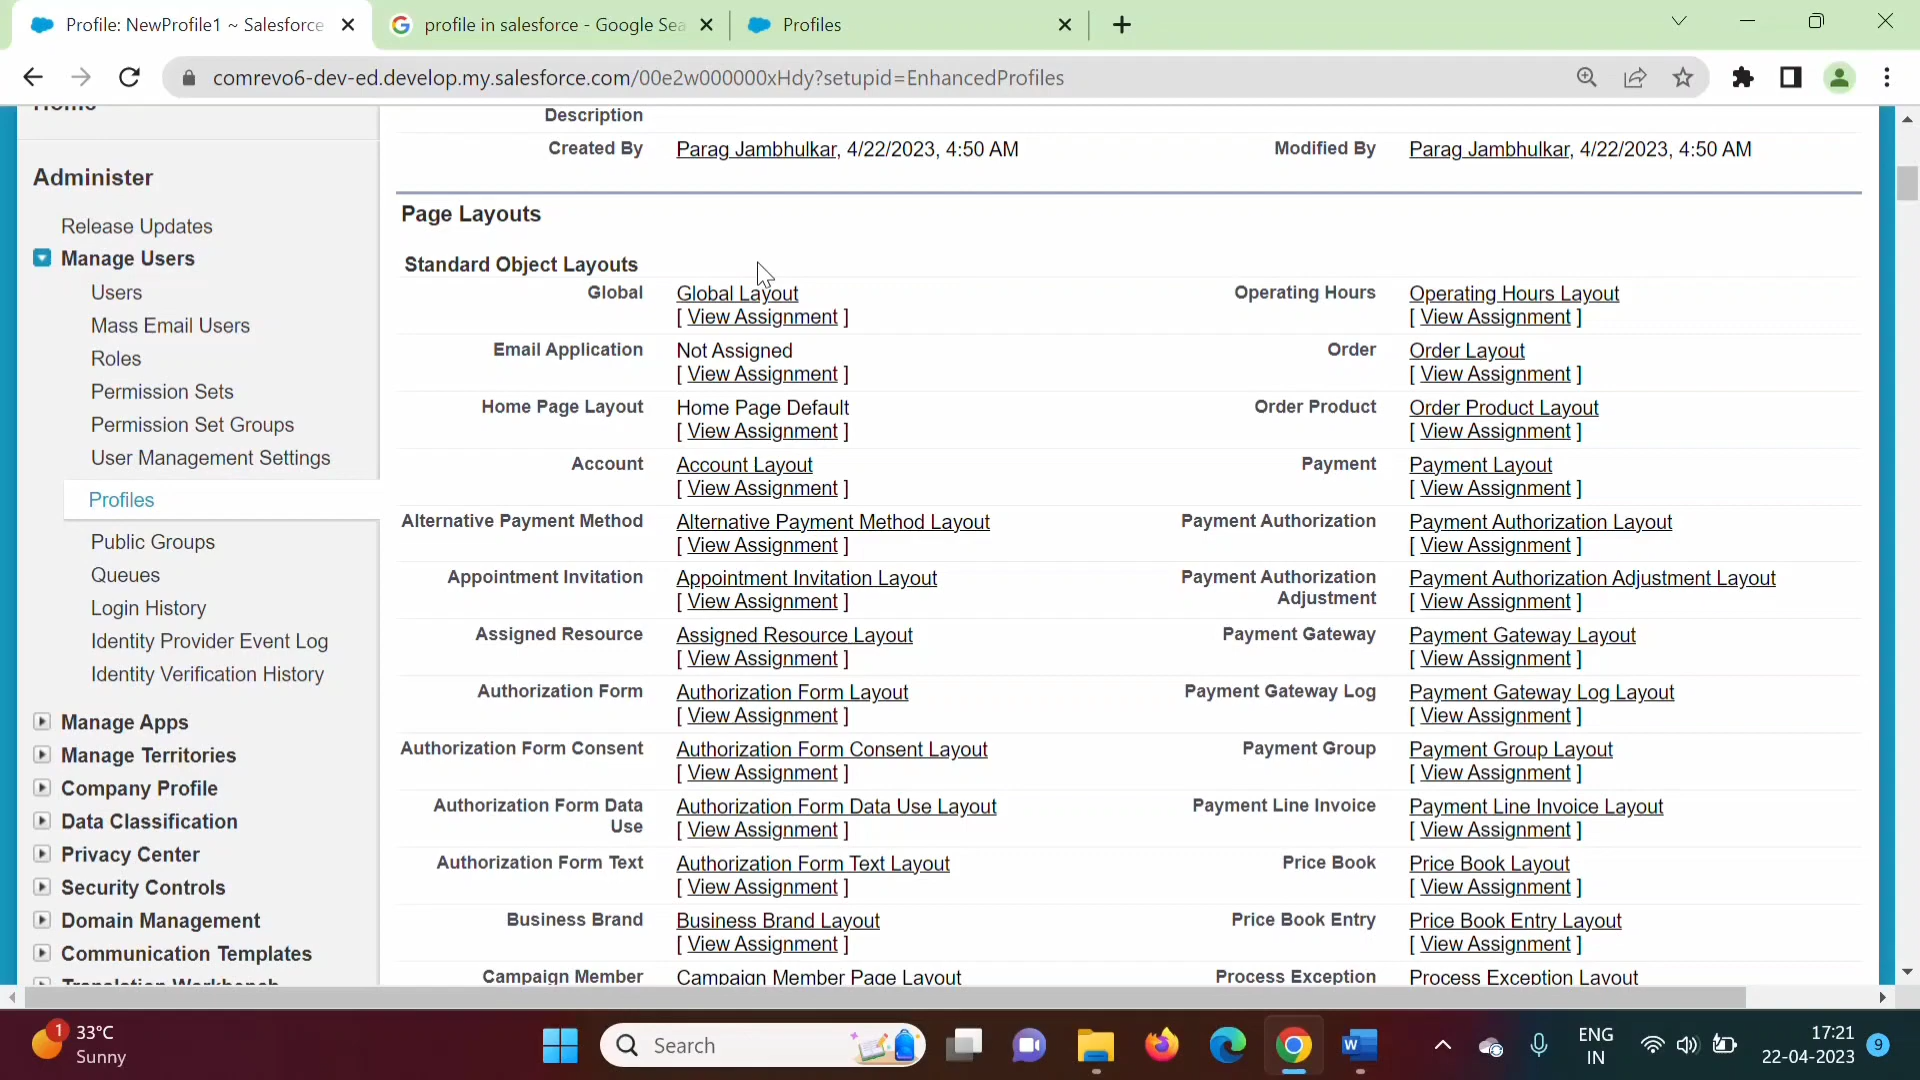 Profile: NewProfile1 ~ Salesforce
profile in salesforce - Google Sea
Profiles
comrevo6-dev-ed.develop.my.salesforce.com/00e2w000000xHdy?setupid=EnhancedProfiles
Home
Administer
Release Updates
Manage Users
Users
Mass Email Users
Roles
Permission Sets
Permission Set Groups
User Management Settings
Profiles
Public Groups
Queues
Login History
Identity Provider Event Log
Identity Verification History
Manage Apps
Manage Territories
Company Profile
Data Classification
Privacy Center
Security Controls
Domain Management
Communication Templates
Translation Workbench
Description
Created By Parag Jambhulkar, 4/22/2023, 4:50 AM Modified By Parag Jambhulkar, 4/22/2023, 4:50 AM
Page Layouts
Standard Object Layouts
Global Global Layout Operating Hours Operating Hours Layout
[ View Assignment ] [ View Assignment ]
Email Application Not Assigned Order Order Layout
[ View Assignment ] [ View Assignment ]
Home Page Layout Home Page Default Order Product Order Product Layout
[ View Assignment ] [ View Assignment ]
Account Account Layout Payment Payment Layout
[ View Assignment ] [ View Assignment ]
Alternative Payment Method Alternative Payment Method Layout Payment Authorization Payment Authorization Layout
[ View Assignment ] [ View Assignment ]
Appointment Invitation Appointment Invitation Layout Payment Authorization Payment Authorization Adjustment Layout
[ View Assignment ] Adjustment [ View Assignment ]
Assigned Resource Assigned Resource Layout Payment Gateway Payment Gateway Layout
[ View Assignment ] [ View Assignment ]
Authorization Form Authorization Form Layout Payment Gateway Log Payment Gateway Log Layout
[ View Assignment ] [ View Assignment ]
Authorization Form Consent Authorization Form Consent Layout Payment Group Payment Group Layout
[ View Assignment ] [ View Assignment ]
Authorization Form Data Authorization Form Data Use Layout Payment Line Invoice Payment Line Invoice Layout
Use [ View Assignment ] [ View Assignment ]
Authorization Form Text Authorization Form Text Layout Price Book Price Book Layout
[ View Assignment ] [ View Assignment ]
Business Brand Business Brand Layout Price Book Entry Price Book Entry Layout
[ View Assignment ] [ View Assignment ]
Campaign Member Campaign Member Page Layout Process Exception Process Exception Layout
1 33°C
Sunny
Search
ENG
IN
17:21
22-04-2023
9